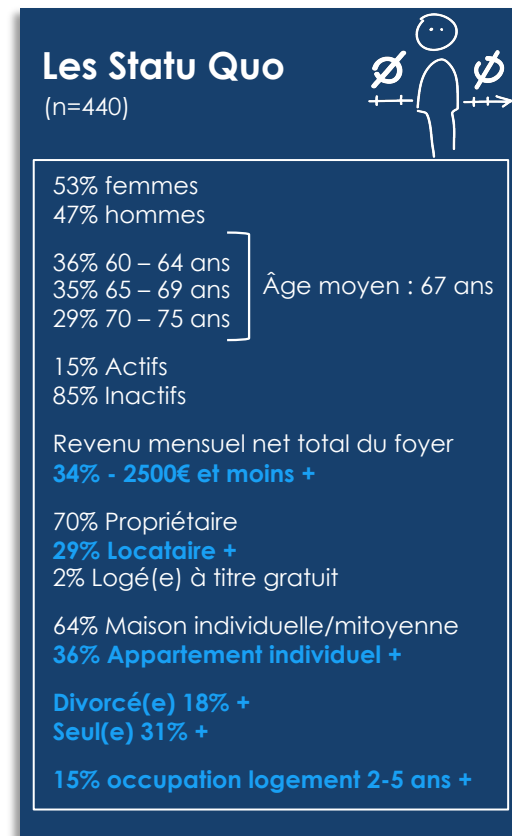 Les Statu Quo
(n=440)
53% femmes
47% hommes
36% 60 – 64 ans
35% 65 – 69 ans
29% 70 – 75 ans
Âge moyen : 67 ans
15% Actifs
85% Inactifs
Revenu mensuel net total du foyer
34% - 2500€ et moins +
70% Propriétaire
29% Locataire +
2% Logé(e) à titre gratuit
64% Maison individuelle/mitoyenne
36% Appartement individuel +
Divorcé(e) 18% +
Seul(e) 31% +
15% occupation logement 2-5 ans +